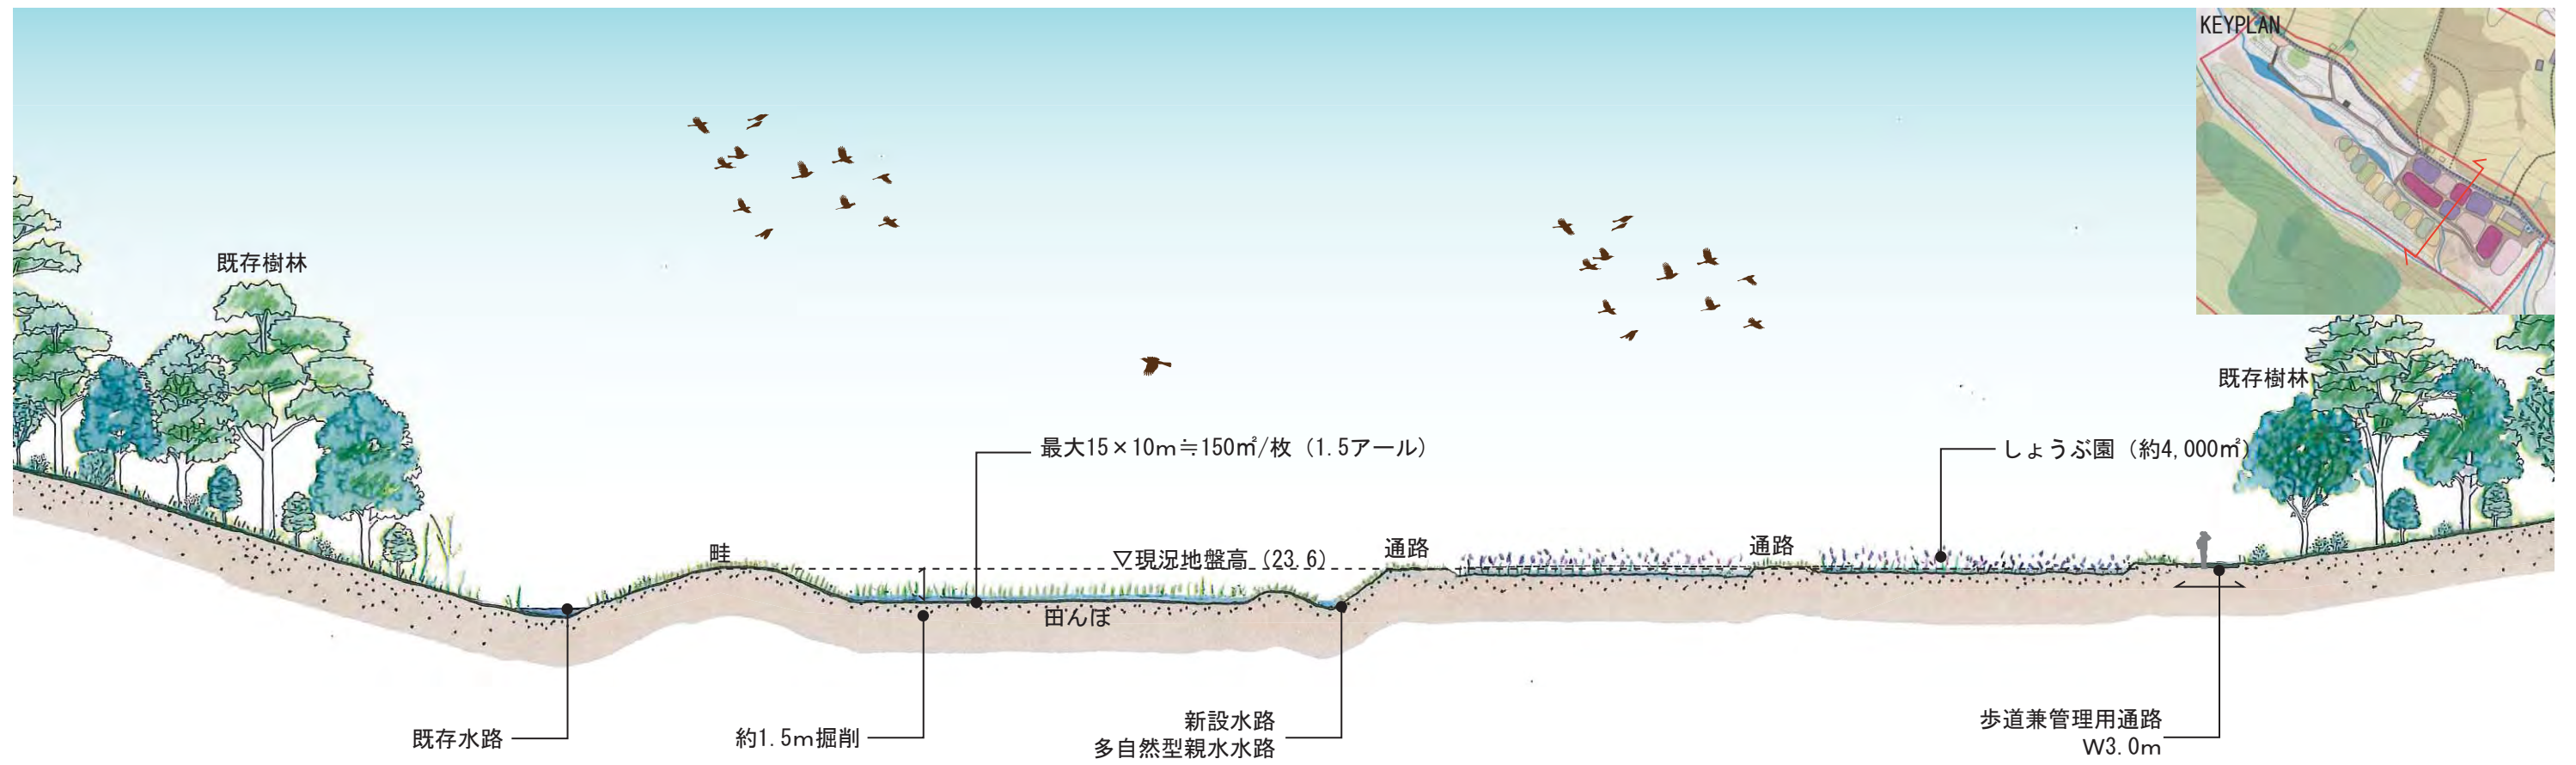 KEYPLAN
既存樹林
既存樹林
最大15×10m≒150㎡/枚（1.5アール）
しょうぶ園（約4,000㎡）
畦
▽現況地盤高（23.6）
通路
通路
田んぼ
既存水路
約1.5m掘削
新設水路
多自然型親水水路
歩道兼管理用通路
W3.0m